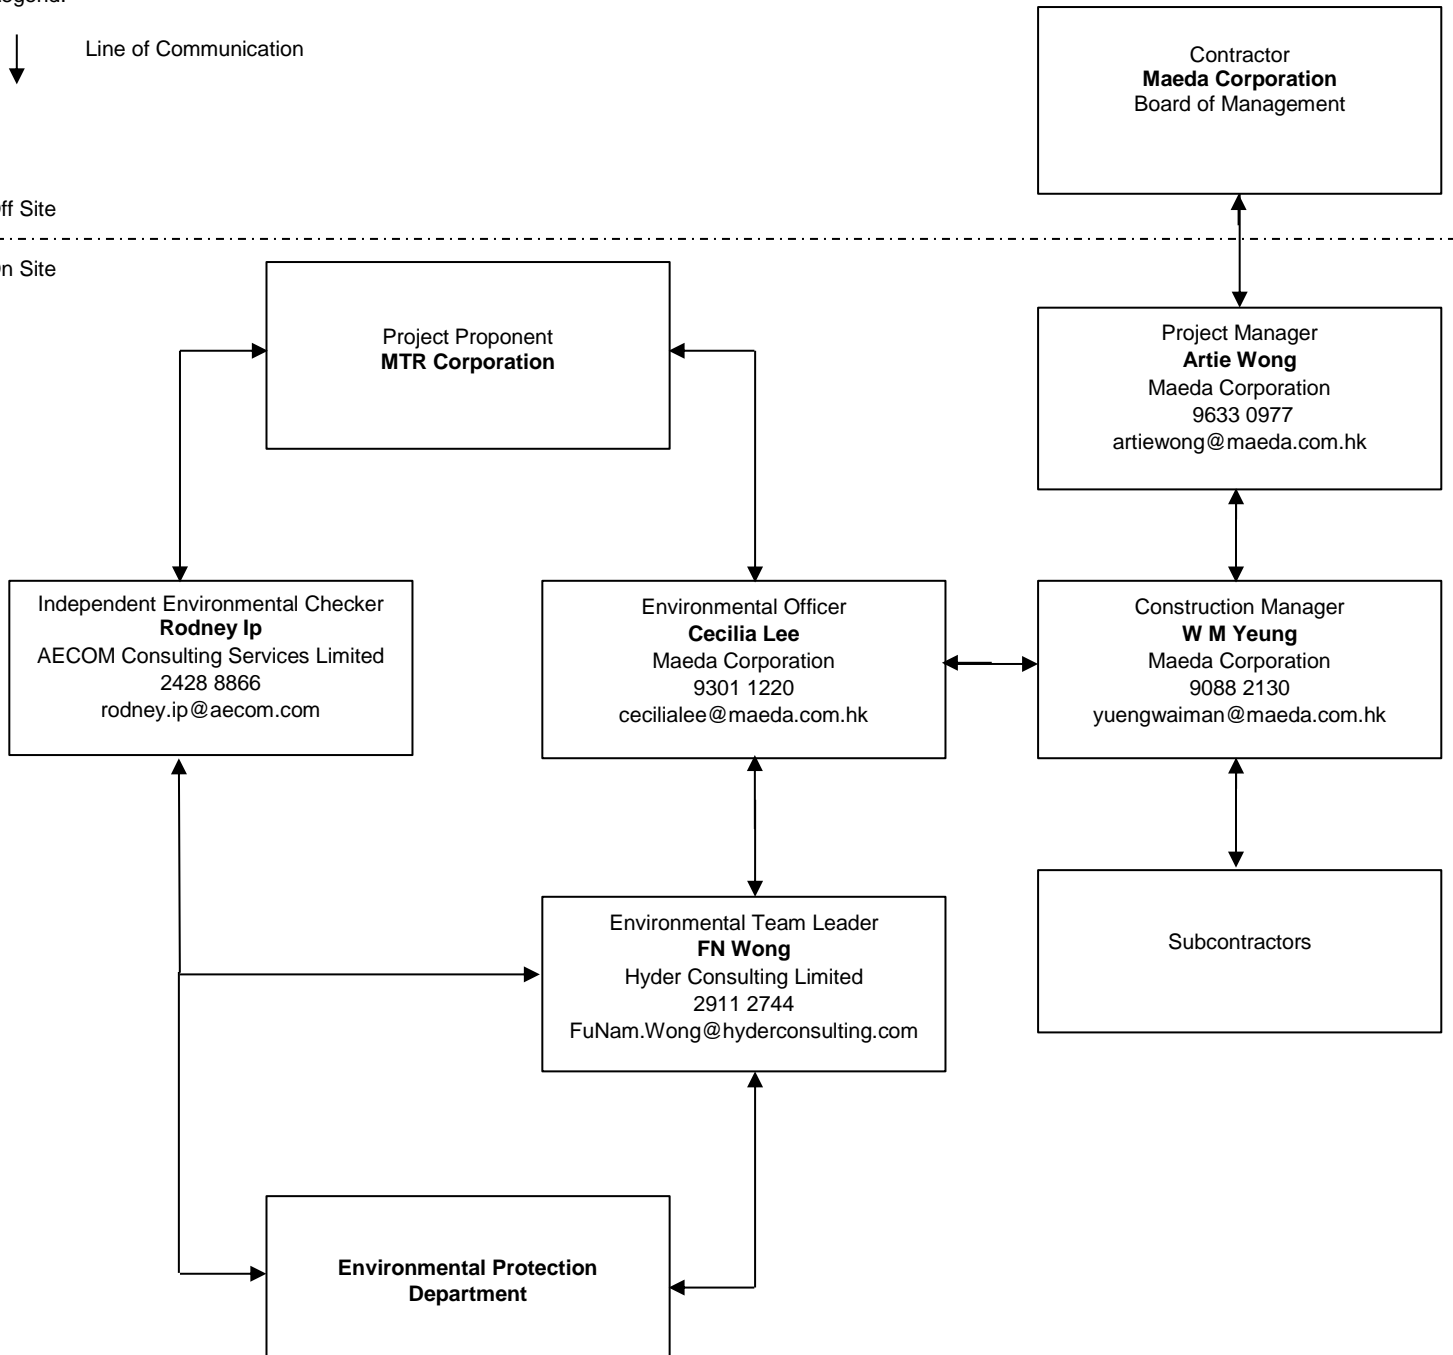 Line of Communication
Contractor
Maeda Corporation
Board of Management
ff Site
n Site
Project Proponent
MTR Corporation
Project Manager
Artie Wong
Maeda Corporation
9633 0977
artiewong@maeda.com.hk
Independent Environmental Checker
Rodney Ip
AECOM Consulting Services Limited
2428 8866
rodney.ip@aecom.com
Environmental Officer
Cecilia Lee
Maeda Corporation
9301 1220
cecilialee@maeda.com.hk
Construction Manager
W M Yeung
Maeda Corporation
9088 2130
yuengwaiman@maeda.com.hk
Environmental Team Leader
FN Wong
Hyder Consulting Limited
2911 2744
FuNam.Wong@hyderconsulting.com
Subcontractors
Environmental Protection
Department